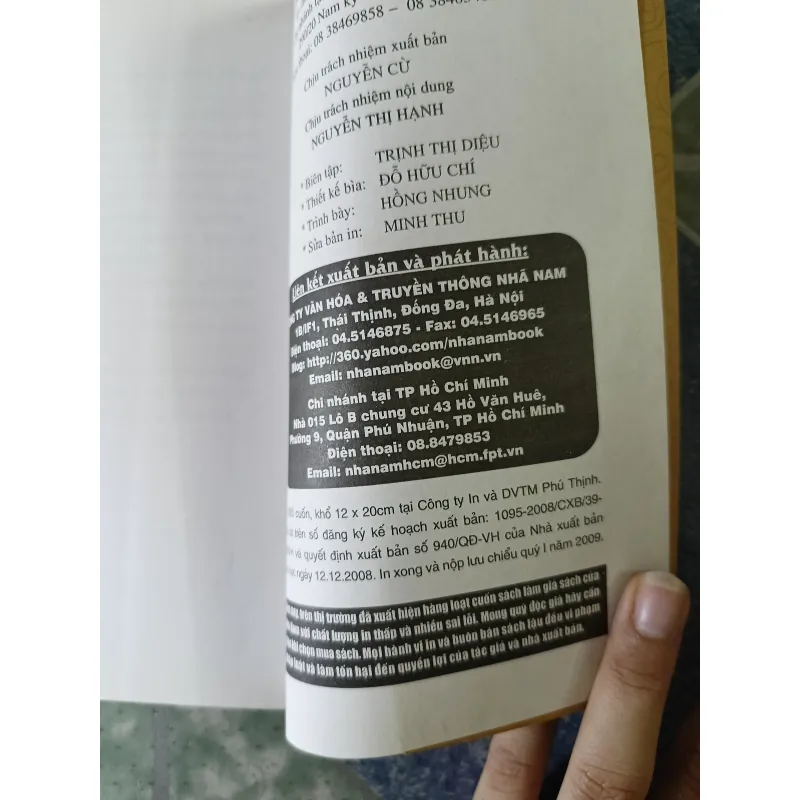 08 38469858 –
Chịu trách nhiệm xuất bản
NGUYỄN CỪ
Chịu trách nhiệm nội dung
NGUYỄN THỊ HẠNH
* Biên tập: TRỊNH THỊ DIỆU
* Thiết kế bìa: ĐỖ HỮU CHÍ
* Trình bày: HỒNG NHUNG
* Sửa bản in: MINH THU
Liên kết xuất bản và phát hành:
TY VĂN HÓA & TRUYỀN THÔNG NHÃ NAM
1B/IF1, Thái Thịnh, Đống Đa, Hà Nội
Điện thoại: 04.5146875 - Fax: 04.5146965
Blog: http://360.yahoo.com/nhanambook
Email: nhanambook@vnn.vn
Chi nhánh tại TP Hồ Chí Minh
Nhà 015 Lô B chung cư 43 Hồ Văn Huê,
Phường 9, Quận Phú Nhuận, TP Hồ Chí Minh
Điện thoại: 08.8479853
Email: nhanamhcm@hcm.fpt.vn
cuốn, khổ 12 x 20cm tại Công ty In và DVTM Phú Thịnh.
trên số đăng ký kế hoạch xuất bản: 1095-2008/CXB/39-
và quyết định xuất bản số 940/QĐ-VH của Nhà xuất bản
ngày 12.12.2008. In xong và nộp lưu chiểu quý I năm 2009.
trên thị trường đã xuất hiện hàng loạt cuốn sách làm giả sách của
với chất lượng in thấp và nhiều sai lỗi. Mong quý độc giả hãy cẩn
khi chọn mua sách. Mọi hành vi in và buôn bán sách lậu đều vi phạm
luật và làm tổn hại đến quyền lợi của tác giả và nhà xuất bản.